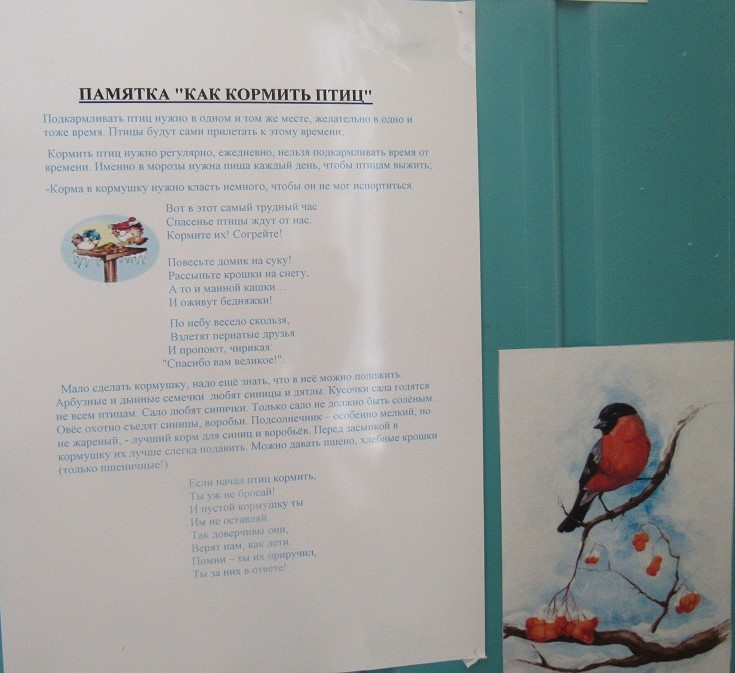 ПАМЯТКА "КАК КОРМИТЬ ПТИЦ"
Подкармливать птиц нужно в одном и том же месте, желательно в одно и
тоже время. Птицы будут сами прилетать к этому времени;
Кормить птиц нужно регулярно, ежедневно, нельзя подкармливать время от
времени. Именно в морозы нужна пища каждый день, чтобы птицам выжить;
-Корма в кормушку нужно класть немного, чтобы он не мог испортиться.
Вот в этот самый трудный час
Спасенье птицы ждут от нас.
Кормите их! Согрейте!
Повесьте домик на суку!
Рассыпьте крошки на снегу,
А то и манной кашки…
И оживут бедняжки!
По небу весело скользя,
Взлетят пернатые друзья
И пропоют, чирикая:
"Спасибо вам великое!".
Мало сделать кормушку, надо ещё знать, что в неё можно положить.
Арбузные и дынные семечки любят синицы и дятлы. Кусочки сала годятся
не всем птицам. Сало любят синички. Только сало не должно быть солёным.
Овёс охотно съедят синицы, воробьи. Подсолнечник – особенно мелкий, но
не жареный, - лучший корм для синиц и воробьёв. Перед засыпкой в
кормушку их лучше слегка подавить. Можно давать пшено, хлебные крошки
(только пшеничные!)
Если начал птиц кормить,
Ты уж не бросай!
И пустой кормушку ты
Им не оставляй.
Так доверчивы они,
Верят нам, как дети.
Помни – ты их приручил,
Ты за них в ответе!